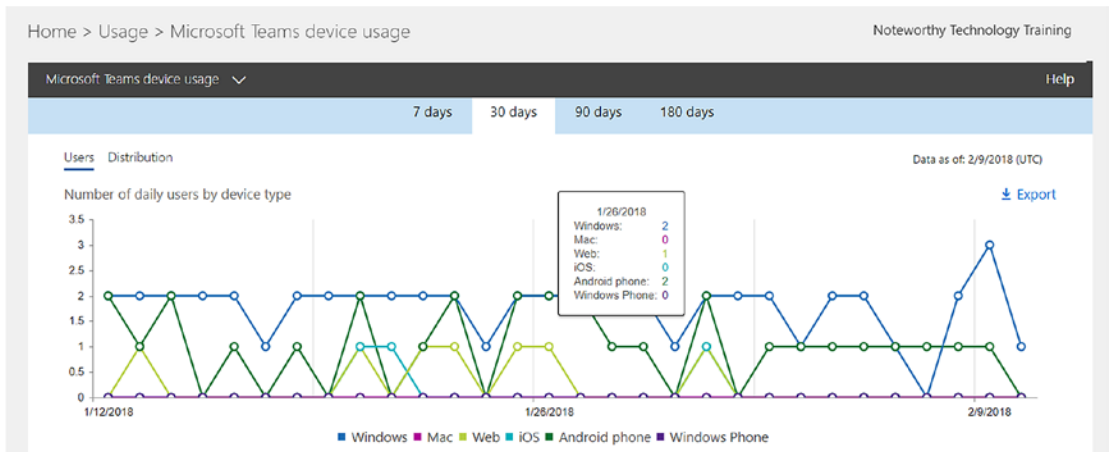 Home > Usage > Microsoft Teams device usage
Noteworthy Technology Training
Microsoft Teams device usage
Help
7 days 30 days 90 days 180 days
Users Distribution
Data as of: 2/9/2018 (UTC)
Number of daily users by device type
Export
1/26/2018
Windows: 2
Mac: 0
Web: 1
iOS: 0
Android phone: 2
Windows Phone: 0
3.5
3
2.5
2
1.5
1
0.5
0
1/12/2018 1/26/2018 2/9/2018
Windows Mac Web iOS Android phone Windows Phone